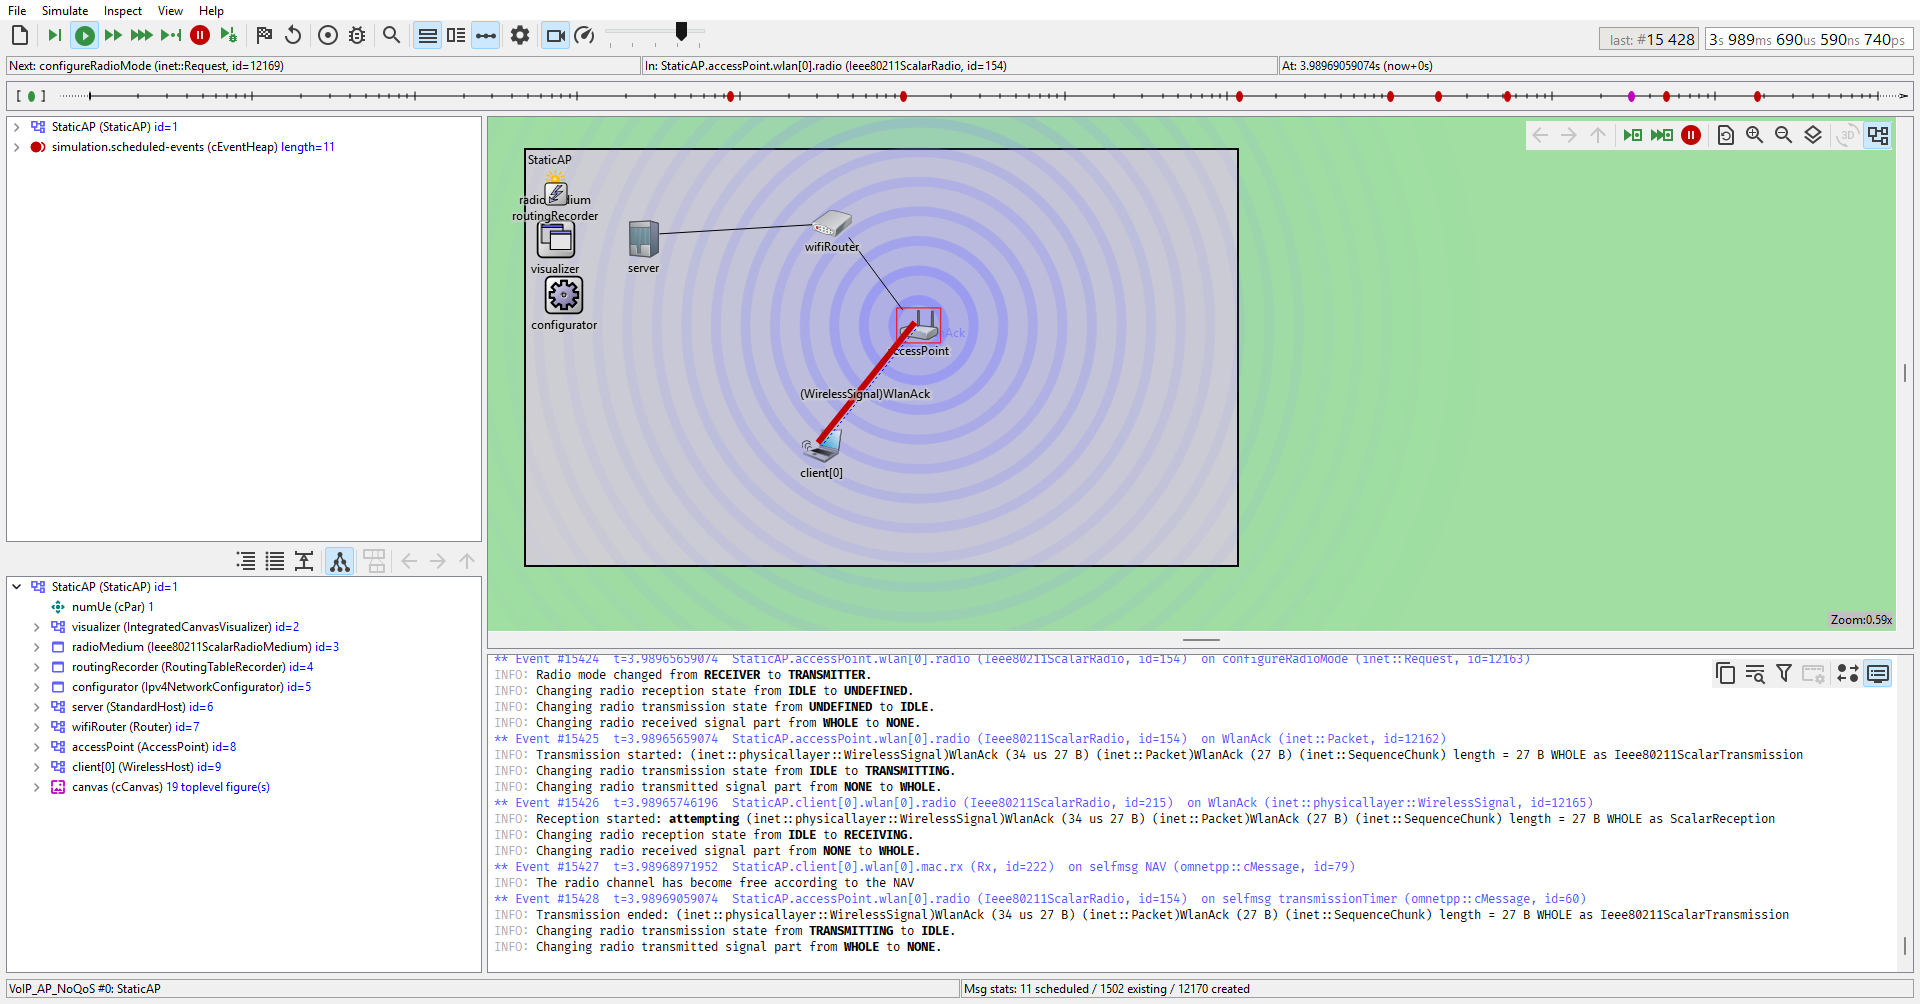 File Simulate Inspect View Help
last: #15 428 3s 989ms 690us 590ns 740ps
Next: configureRadioMode (inet::Request, id=12169) In: StaticAP.accessPoint.wlan[0].radio (Ieee80211ScalarRadio, id=154) At: 3.98969059074s (now+0s)
StaticAP (StaticAP) id=1
simulation.scheduled-events (cEventHeap) length=11
3D
StaticAP
routingRecorder
visualizer
configurator
server
wifiRouter
(WirelessSignal)WlanAck
client[0]
Zoom:0.59x
StaticAP (StaticAP) id=1
numUe (cPar) 1
visualizer (IntegratedCanvasVisualizer) id=2
radioMedium (Ieee80211ScalarRadioMedium) id=3
routingRecorder (RoutingTableRecorder) id=4
configurator (Ipv4NetworkConfigurator) id=5
server (StandardHost) id=6
wifiRouter (Router) id=7
accessPoint (AccessPoint) id=8
client[0] (WirelessHost) id=9
canvas (cCanvas) 19 toplevel figure(s)
** Event #15424 t=3.98965659074 StaticAP.accessPoint.wlan[0].radio (Ieee80211ScalarRadio, id=154) on configureRadioMode (inet::Request, id=12163)
INFO: Radio mode changed from RECEIVER to TRANSMITTER.
INFO: Changing radio reception state from IDLE to UNDEFINED.
INFO: Changing radio transmission state from UNDEFINED to IDLE.
INFO: Changing radio received signal part from WHOLE to NONE.
** Event #15425 t=3.98965659074 StaticAP.accessPoint.wlan[0].radio (Ieee80211ScalarRadio, id=154) on WlanAck (inet::Packet, id=12162)
INFO: Transmission started: (inet::physicallayer::WirelessSignal)WlanAck (34 us 27 B) (inet::Packet)WlanAck (27 B) (inet::SequenceChunk) length = 27 B WHOLE as Ieee80211ScalarTransmission
INFO: Changing radio transmission state from IDLE to TRANSMITTING.
INFO: Changing radio transmitted signal part from NONE to WHOLE.
** Event #15426 t=3.98965746196 StaticAP.client[0].wlan[0].radio (Ieee80211ScalarRadio, id=215) on WlanAck (inet::physicallayer::WirelessSignal, id=12165)
INFO: Reception started: attempting (inet::physicallayer::WirelessSignal)WlanAck (34 us 27 B) (inet::Packet)WlanAck (27 B) (inet::SequenceChunk) length = 27 B WHOLE as ScalarReception
INFO: Changing radio reception state from IDLE to RECEIVING.
INFO: Changing radio received signal part from NONE to WHOLE.
** Event #15427 t=3.98968971952 StaticAP.client[0].wlan[0].mac.rx (Rx, id=222) on selfmsg NAV (omnetpp::cMessage, id=79)
INFO: The radio channel has become free according to the NAV
** Event #15428 t=3.98969059074 StaticAP.accessPoint.wlan[0].radio (Ieee80211ScalarRadio, id=154) on selfmsg transmissionTimer (omnetpp::cMessage, id=60)
INFO: Transmission ended: (inet::physicallayer::WirelessSignal)WlanAck (34 us 27 B) (inet::Packet)WlanAck (27 B) (inet::SequenceChunk) length = 27 B WHOLE as Ieee80211ScalarTransmission
INFO: Changing radio transmission state from TRANSMITTING to IDLE.
INFO: Changing radio transmitted signal part from WHOLE to NONE.
VoIP_AP_NoQoS #0: StaticAP Msg stats: 11 scheduled / 1502 existing / 12170 created